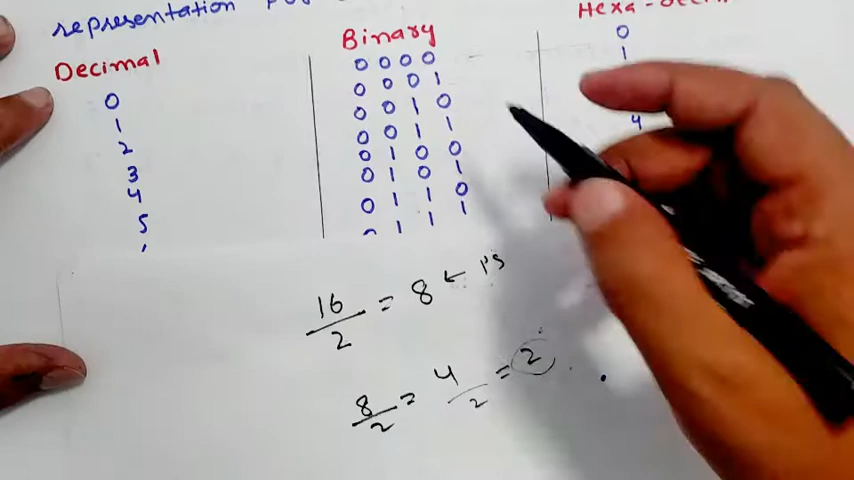 representation
Decimal Binary Hexa-deci
0 0 0 0 0 0
1 0 0 0 1 1
2 0 0 1 0
3 0 0 1 1
4 0 1 0 0 4
5 0 1 0 1
0 1 1 0
0 1 1 1
16/2 = 8 ← 1's
8/2 = 4/2 = 2